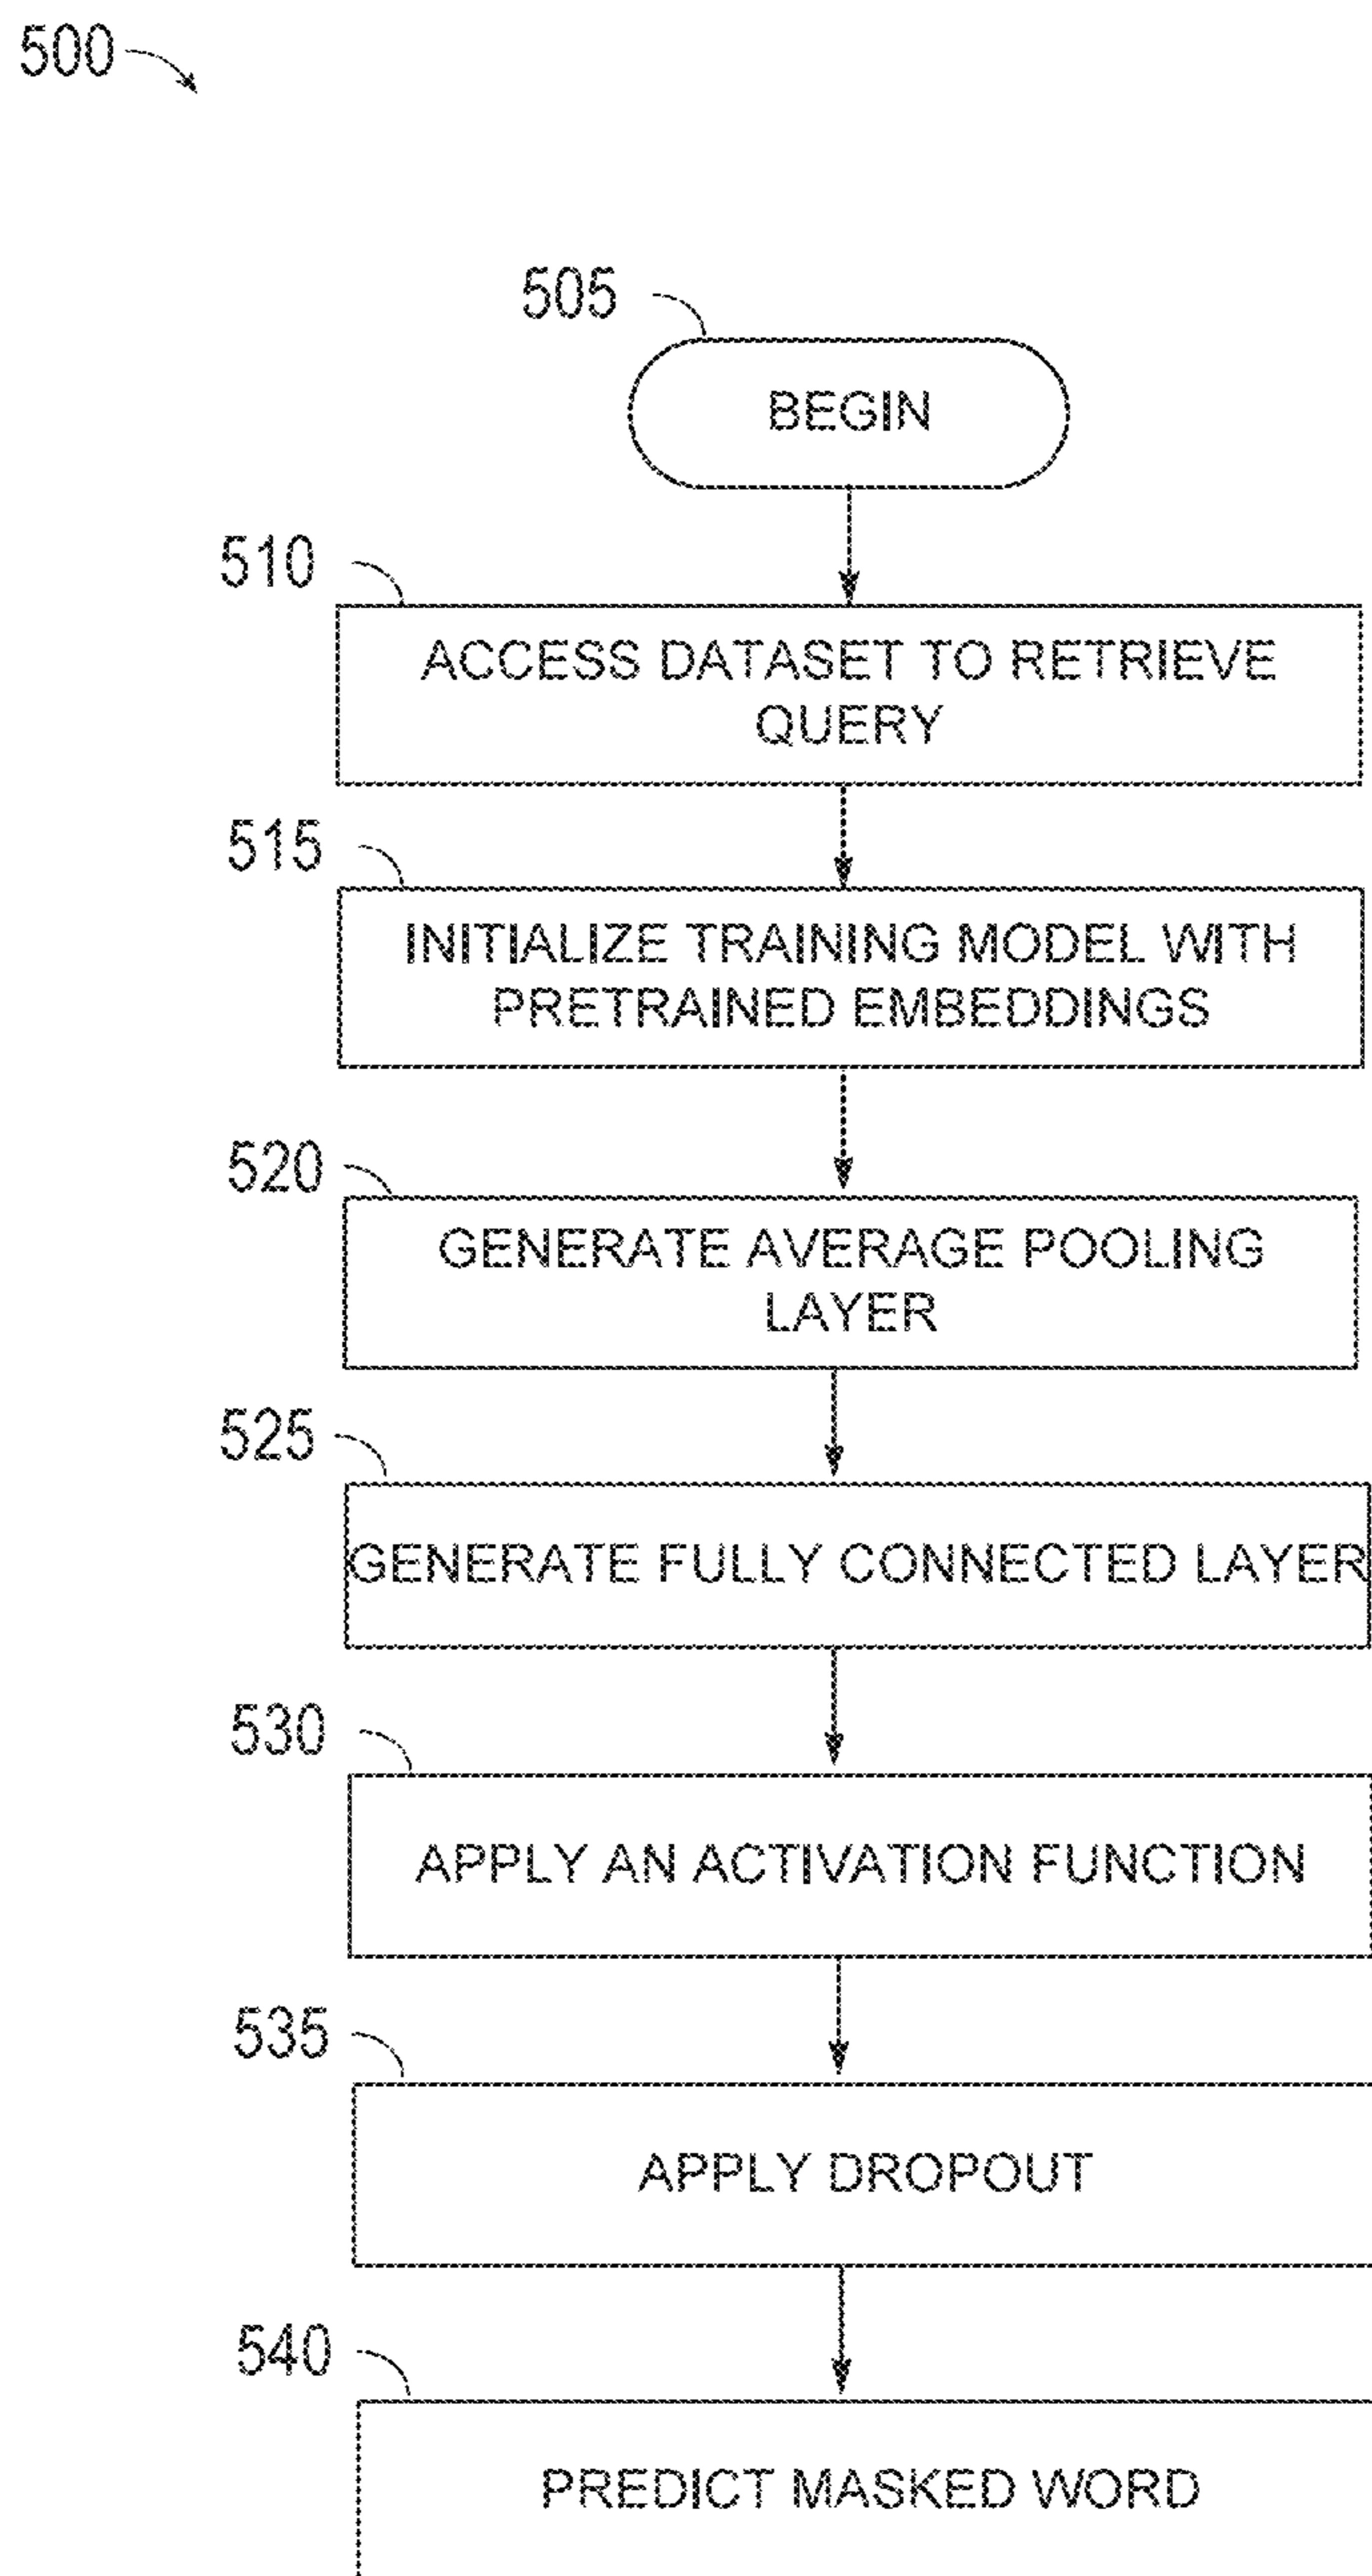 500
505
BEGIN
510
ACCESS DATASET TO RETRIEVE
QUERY
515
INITIALIZE TRAINING MODEL WITH
PRETRAINED EMBEDDINGS
520
GENERATE AVERAGE POOLING
LAYER
525
GENERATE FULLY CONNECTED LAYER
530
APPLY AN ACTIVATION FUNCTION
535
APPLY DROPOUT
540
PREDICT MASKED WORD